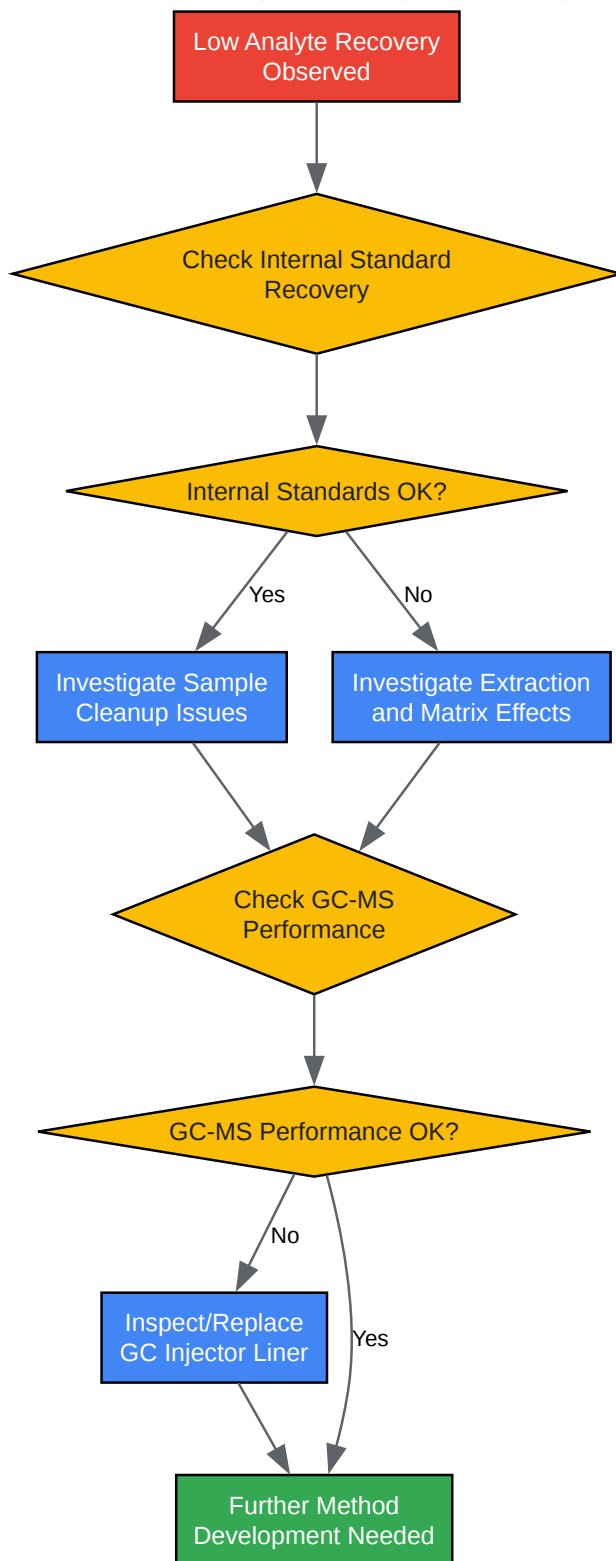 Low Analyte Recovery
Observed
Check Internal Standard
Recovery
Internal Standards OK?
Yes
No
Investigate Sample
Cleanup Issues
Investigate Extraction
and Matrix Effects
Check GC-MS
Performance
GC-MS Performance OK?
No
Inspect/Replace
GC Injector Liner
Yes
Further Method
Development Needed